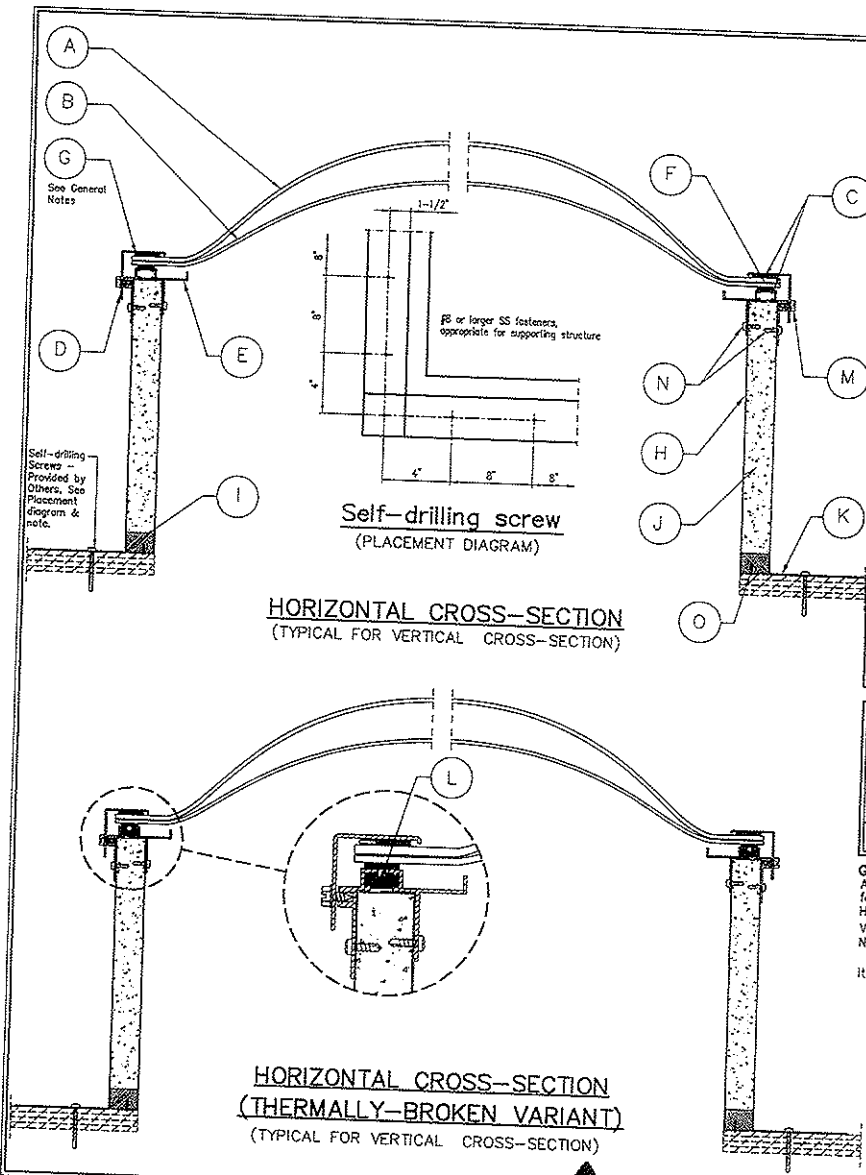 A
B
G
See General
Notes
F
C
1-1/2"
8"
8"
4"
#8 or larger SS fasteners,
appropriate for supporting structure
D
E
N
M
H
Self-drilling
Screws -
Provided by
Others, See
Placement
diagram &
note.
I
4"
8"
8"
J
K
Self-drilling screw
(PLACEMENT DIAGRAM)
O
HORIZONTAL CROSS-SECTION
(TYPICAL FOR VERTICAL CROSS-SECTION)
L
HORIZONTAL CROSS-SECTION
(THERMALLY-BROKEN VARIANT)
(TYPICAL FOR VERTICAL CROSS-SECTION)